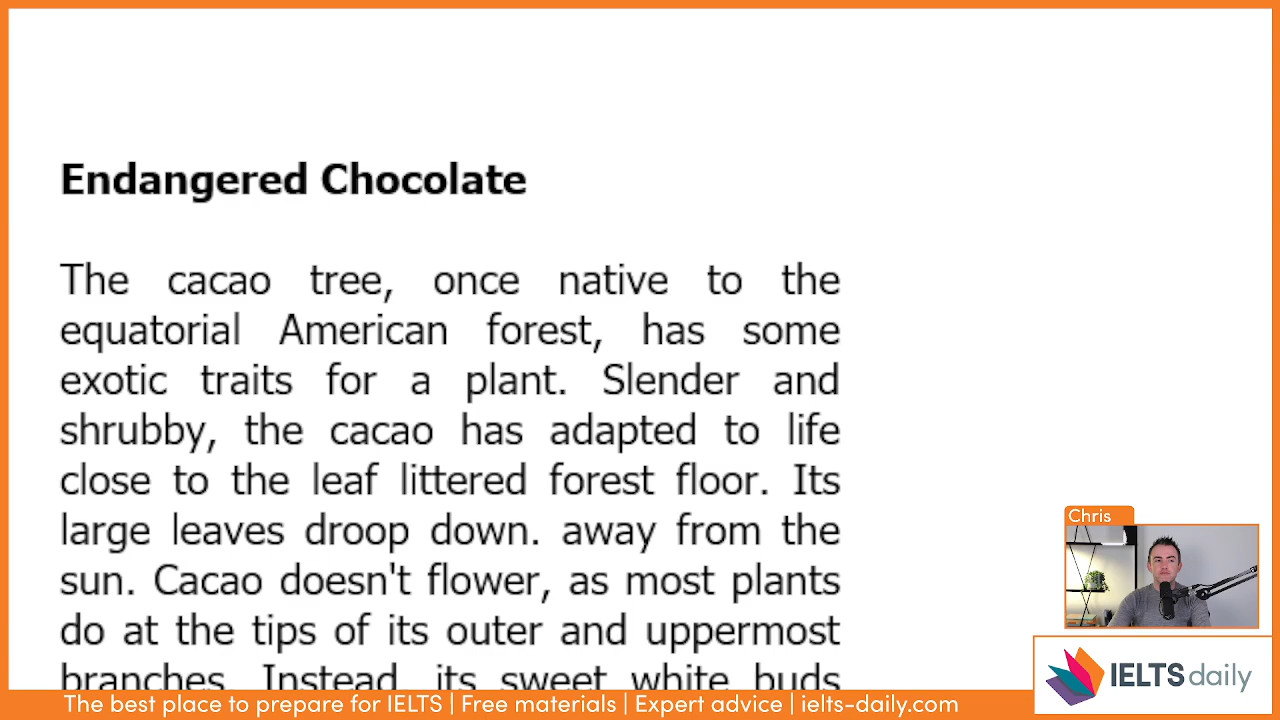 Endangered Chocolate
The cacao tree, once native to the
equatorial American forest, has some
exotic traits for a plant. Slender and
shrubby, the cacao has adapted to life
close to the leaf littered forest floor. Its
large leaves droop down. away from the
sun. Cacao doesn't flower, as most plants
do at the tips of its outer and uppermost
branches. Instead, its sweet white buds
Chris
IELTS daily
The best place to prepare for IELTS | Free materials | Expert advice | ielts-daily.com